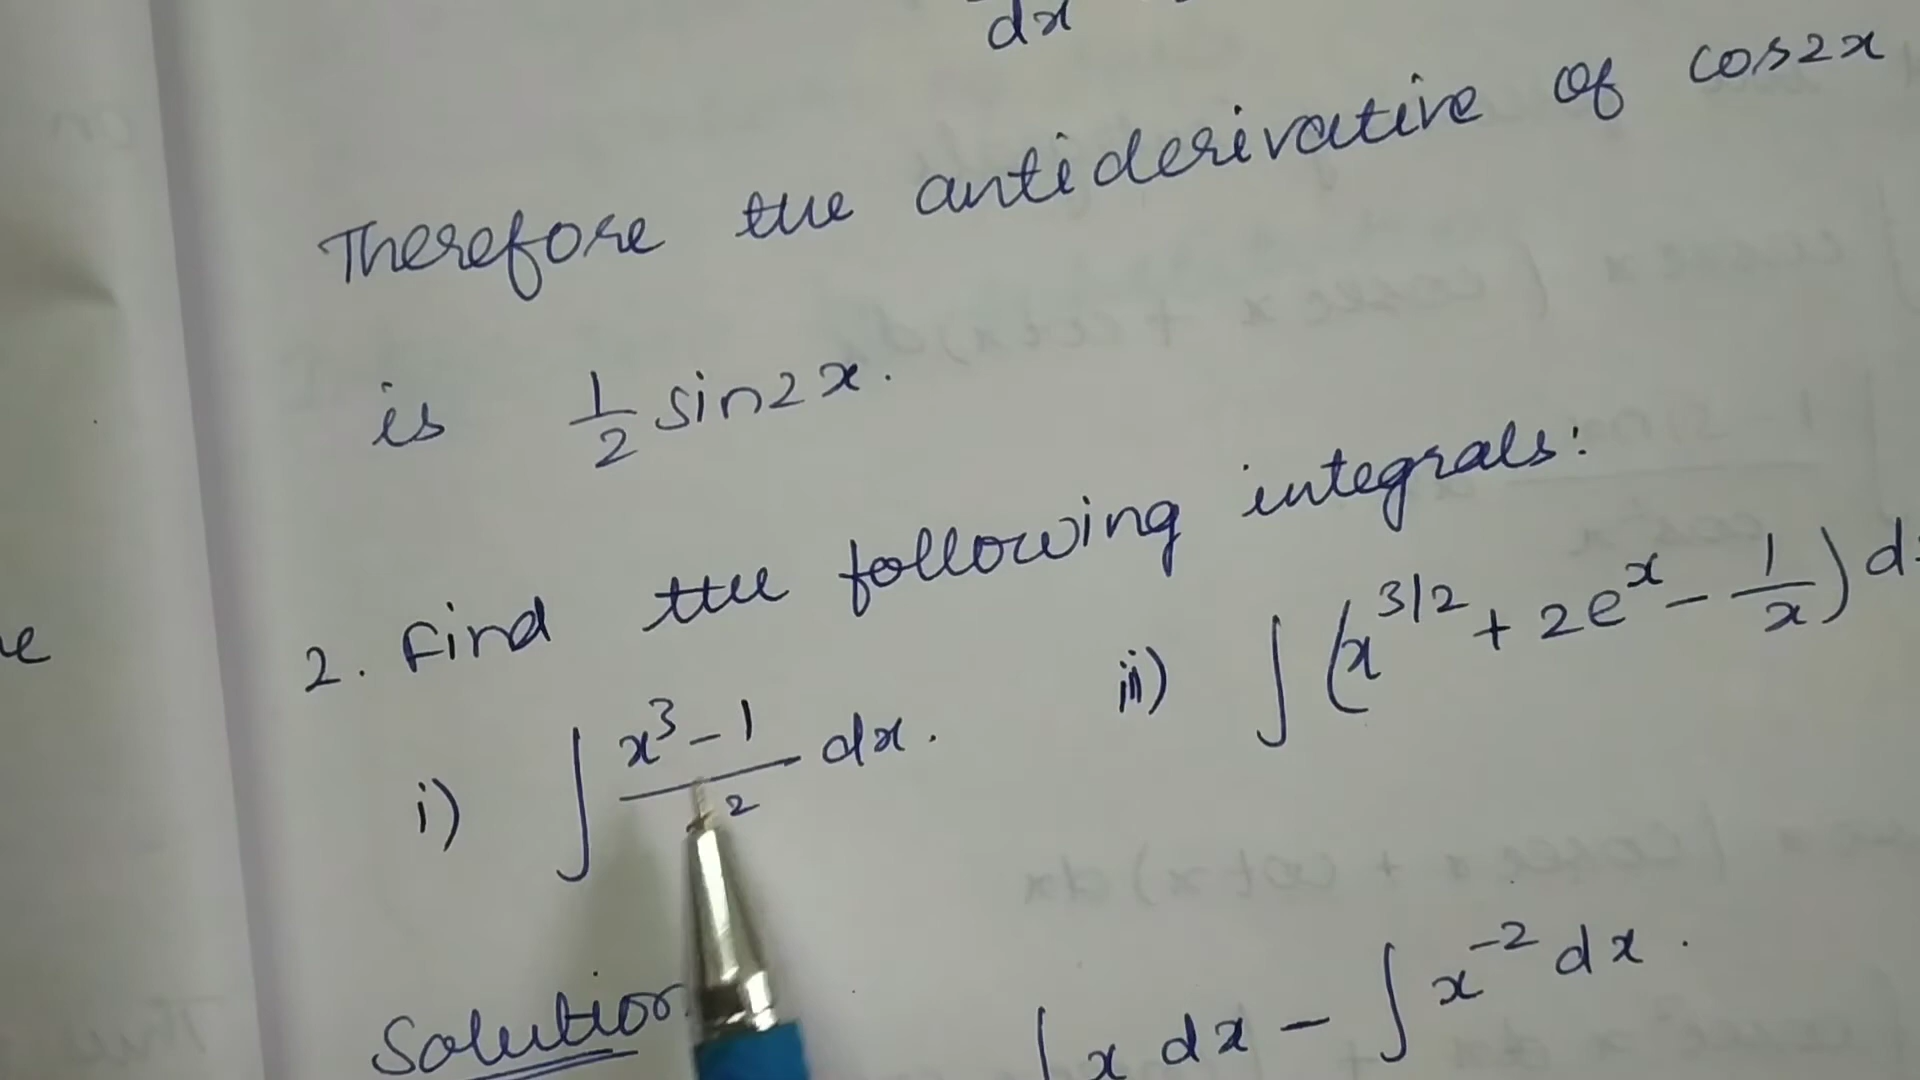 dx
Therefore the antiderivative of cos2x
is 1/2 sin2x.
2. Find the following integrals:
i) ∫ x³-1 / ² dx. ii) ∫ (x^3/2 + 2e^x - 1/x) d
Solution
∫ x dx - ∫ x^-2 dx.